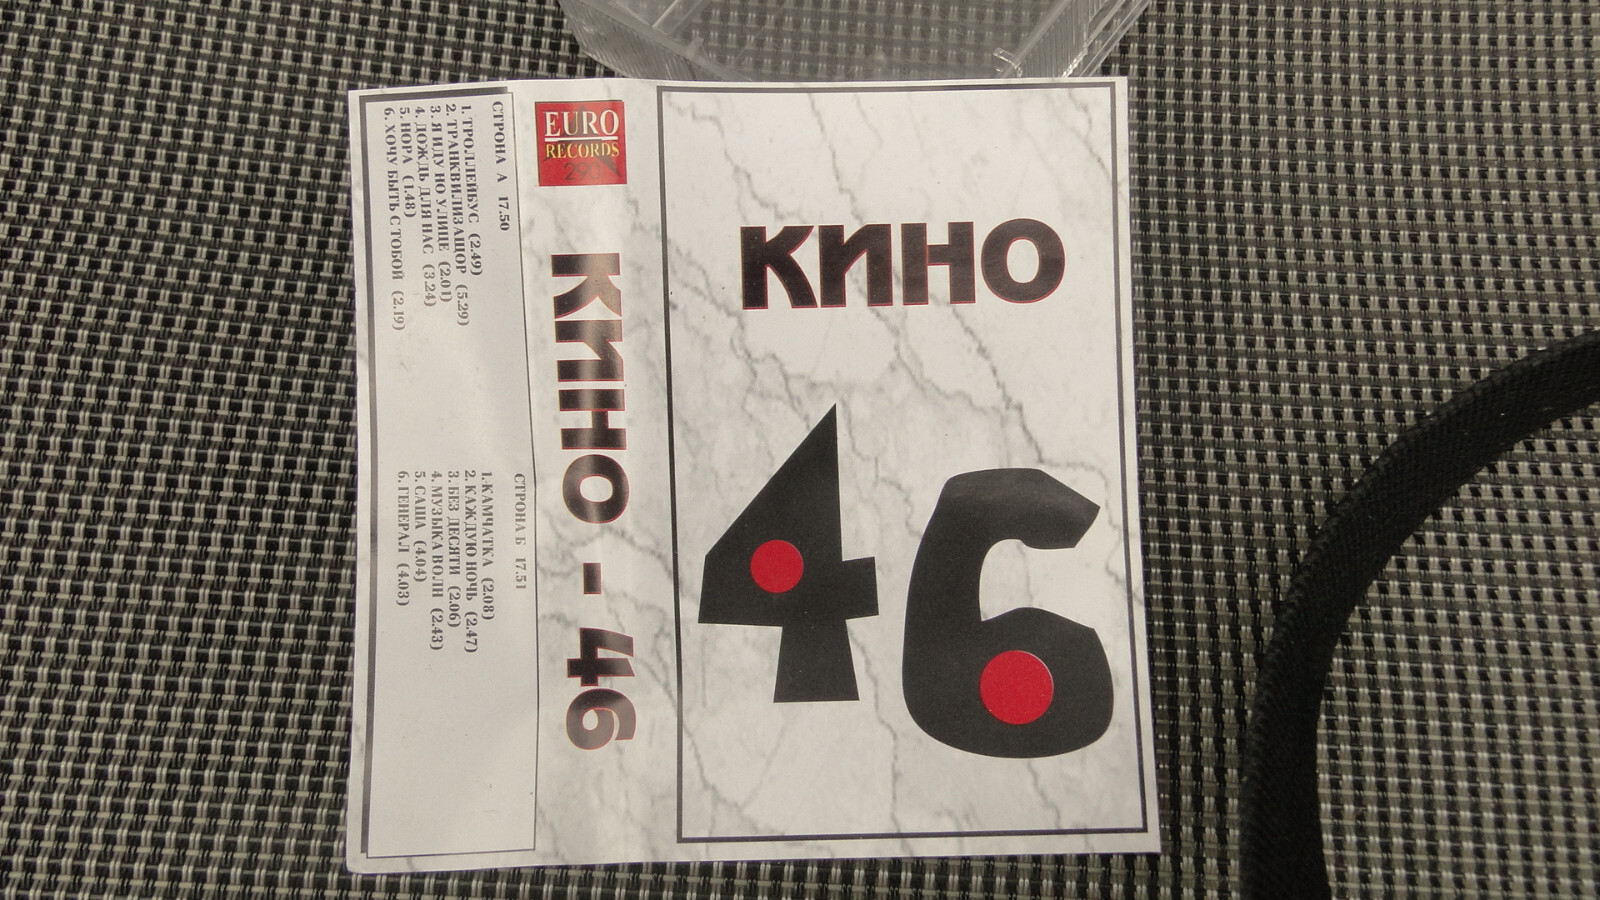 КИНО
46
EURO
RECORDS
290
КИНО - 46
СТРОНА А 17.50
1. ТРОЛЛЕЙБУС (2.49)
2. ТРАНКВИЛИЗАЩОР (5.29)
3. Я ИДУ НО УЛИЦЕ (2.01)
4. ДОЖДЬ ДЛЯ НАС (3.24)
5. НОРА (1.48)
6. ХОЧУ БЫТЬ С ТОБОЙ (2.19)
СТРОНА Б 17.51
1. КАМЧАТКА (2.08)
2. КАЖДУЮ НОЧЬ (2.47)
3. БЕЗ ДЕСЯТИ (2.06)
4. МУЗЫКА ВОЛН (2.43)
5. САША (4.04)
6. ГЕНЕРАЛ (4.03)